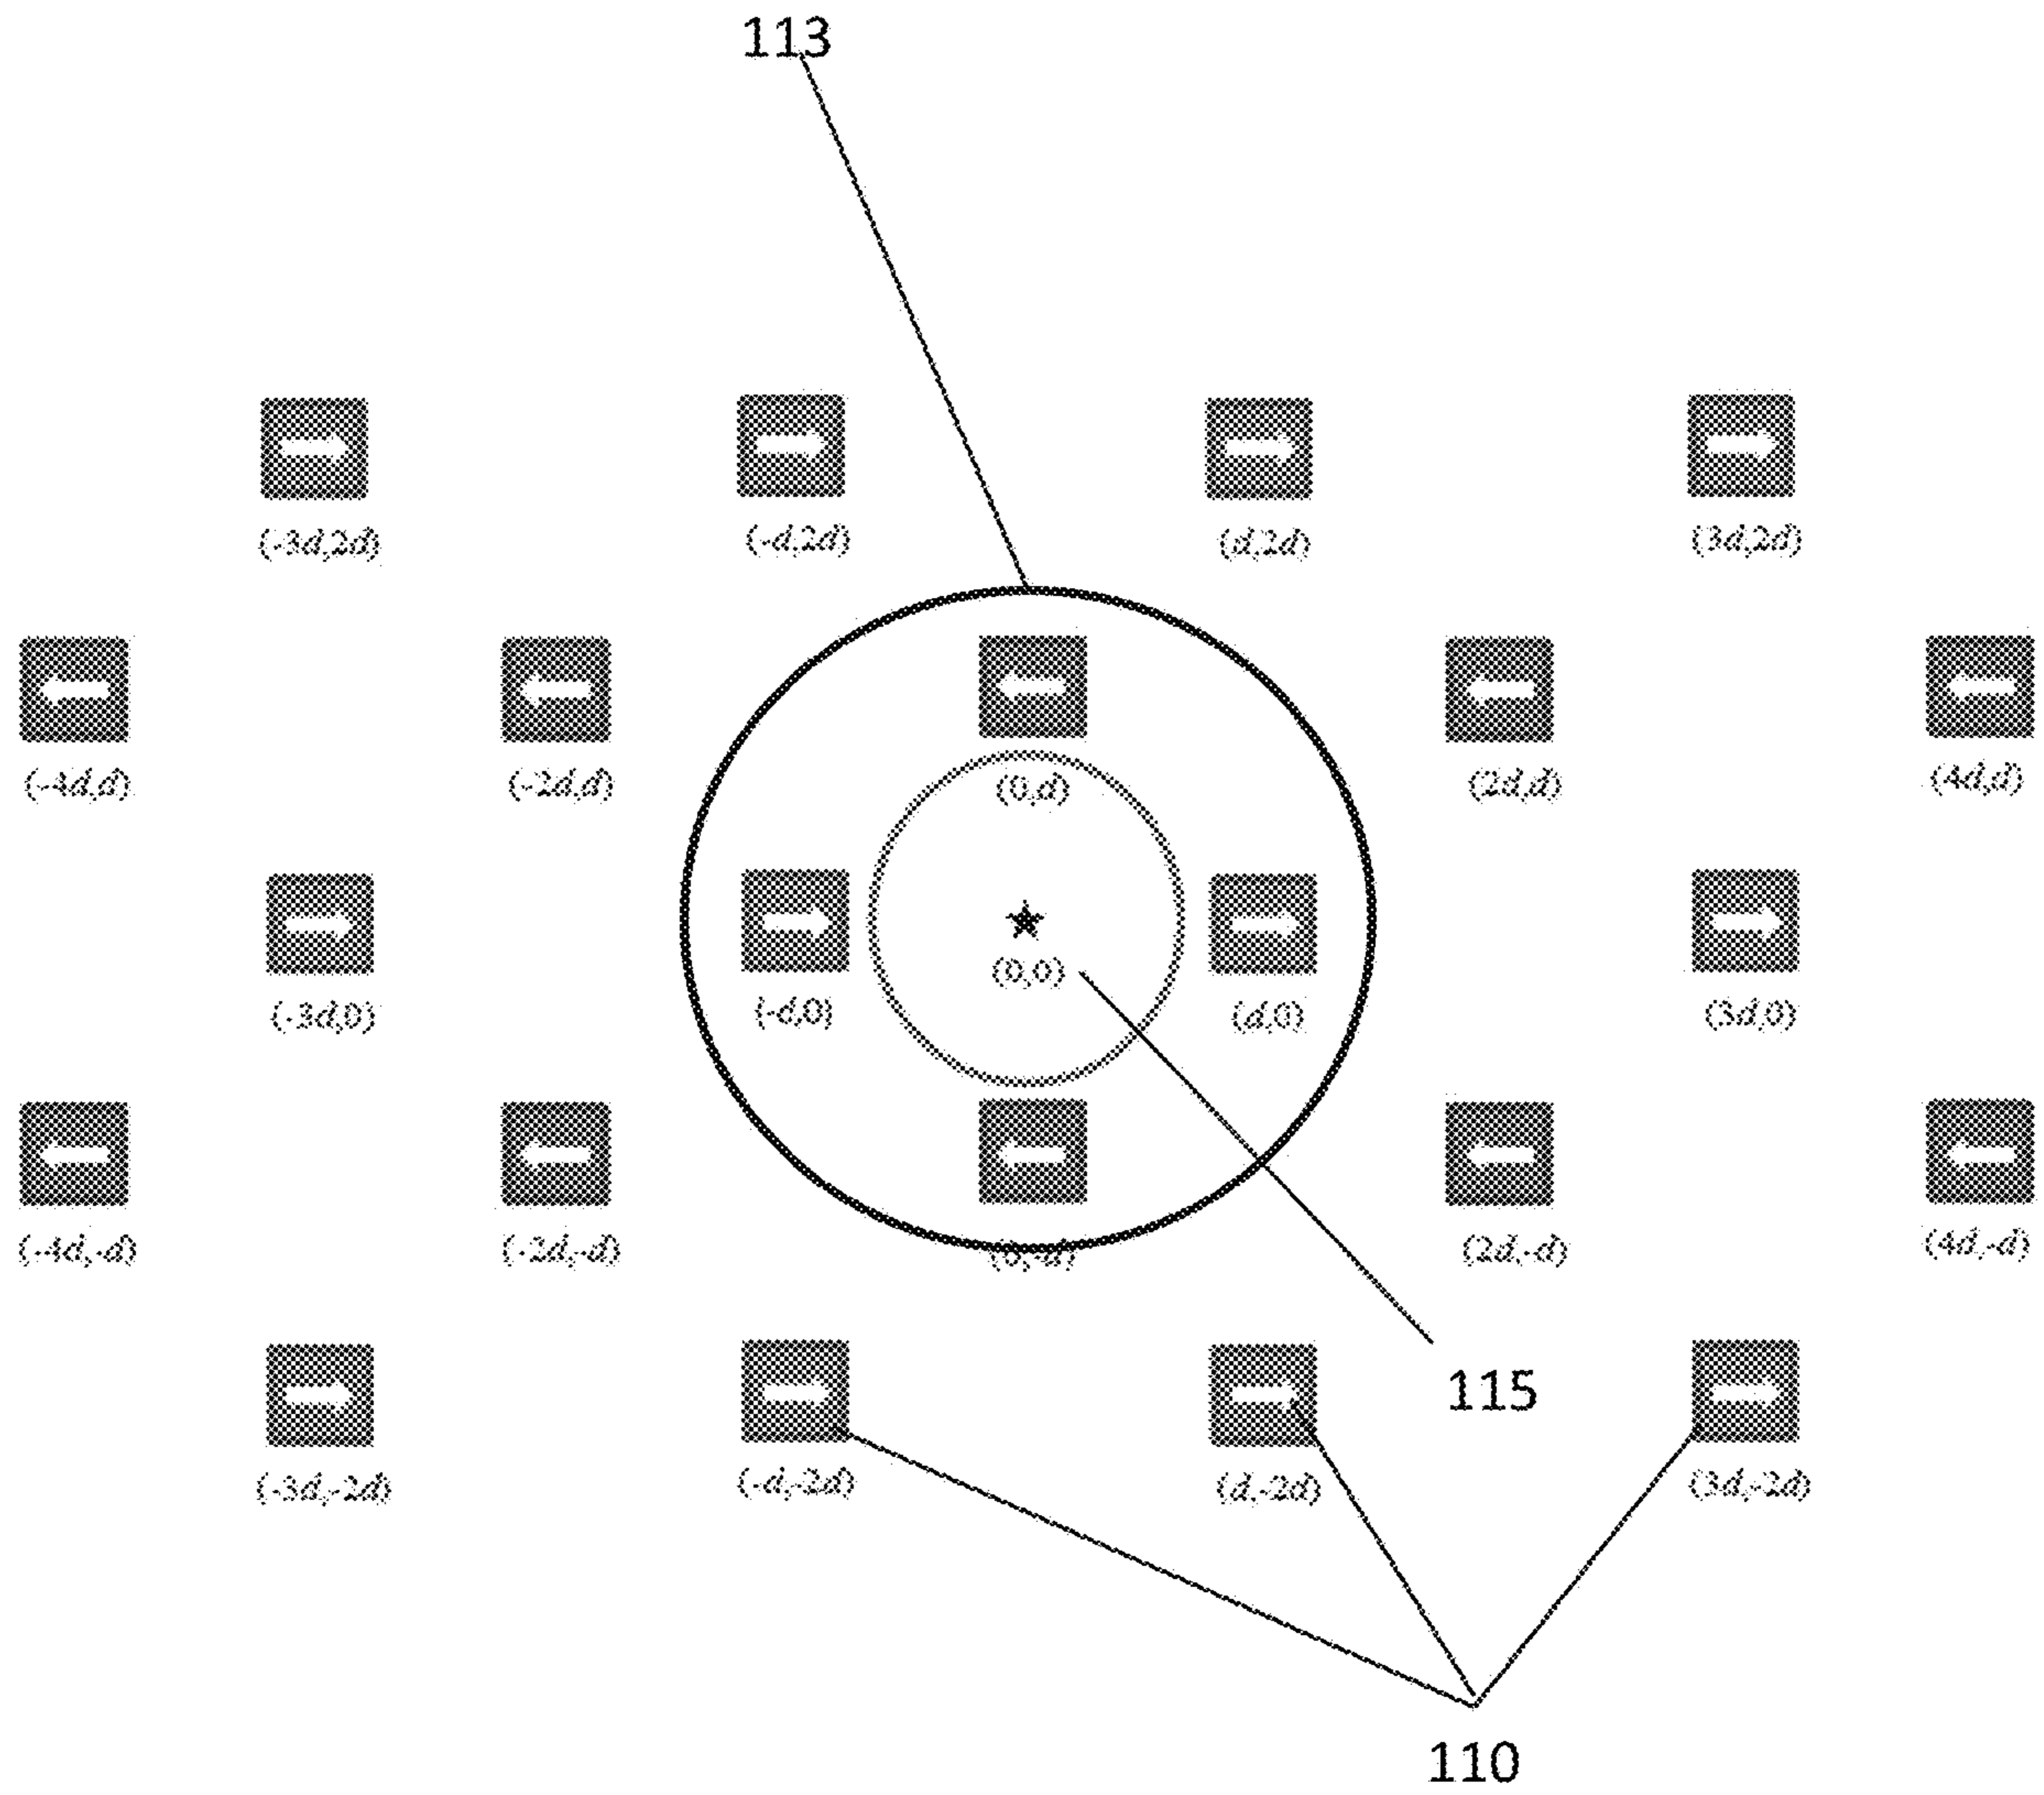 113
(-3d,2d) (-d,2d) (d,2d) (3d,2d)
(-4d,d) (-2d,d) (0,d) (2d,d) (4d,d)
(0,0)
(-3d,0) (-d,0) (d,0) (3d,0)
(-4d,-d) (-2d,-d) (0,-d) (2d,-d) (4d,-d)
115
(-3d,-2d) (-d,-2d) (d,-2d) (3d,-2d)
110